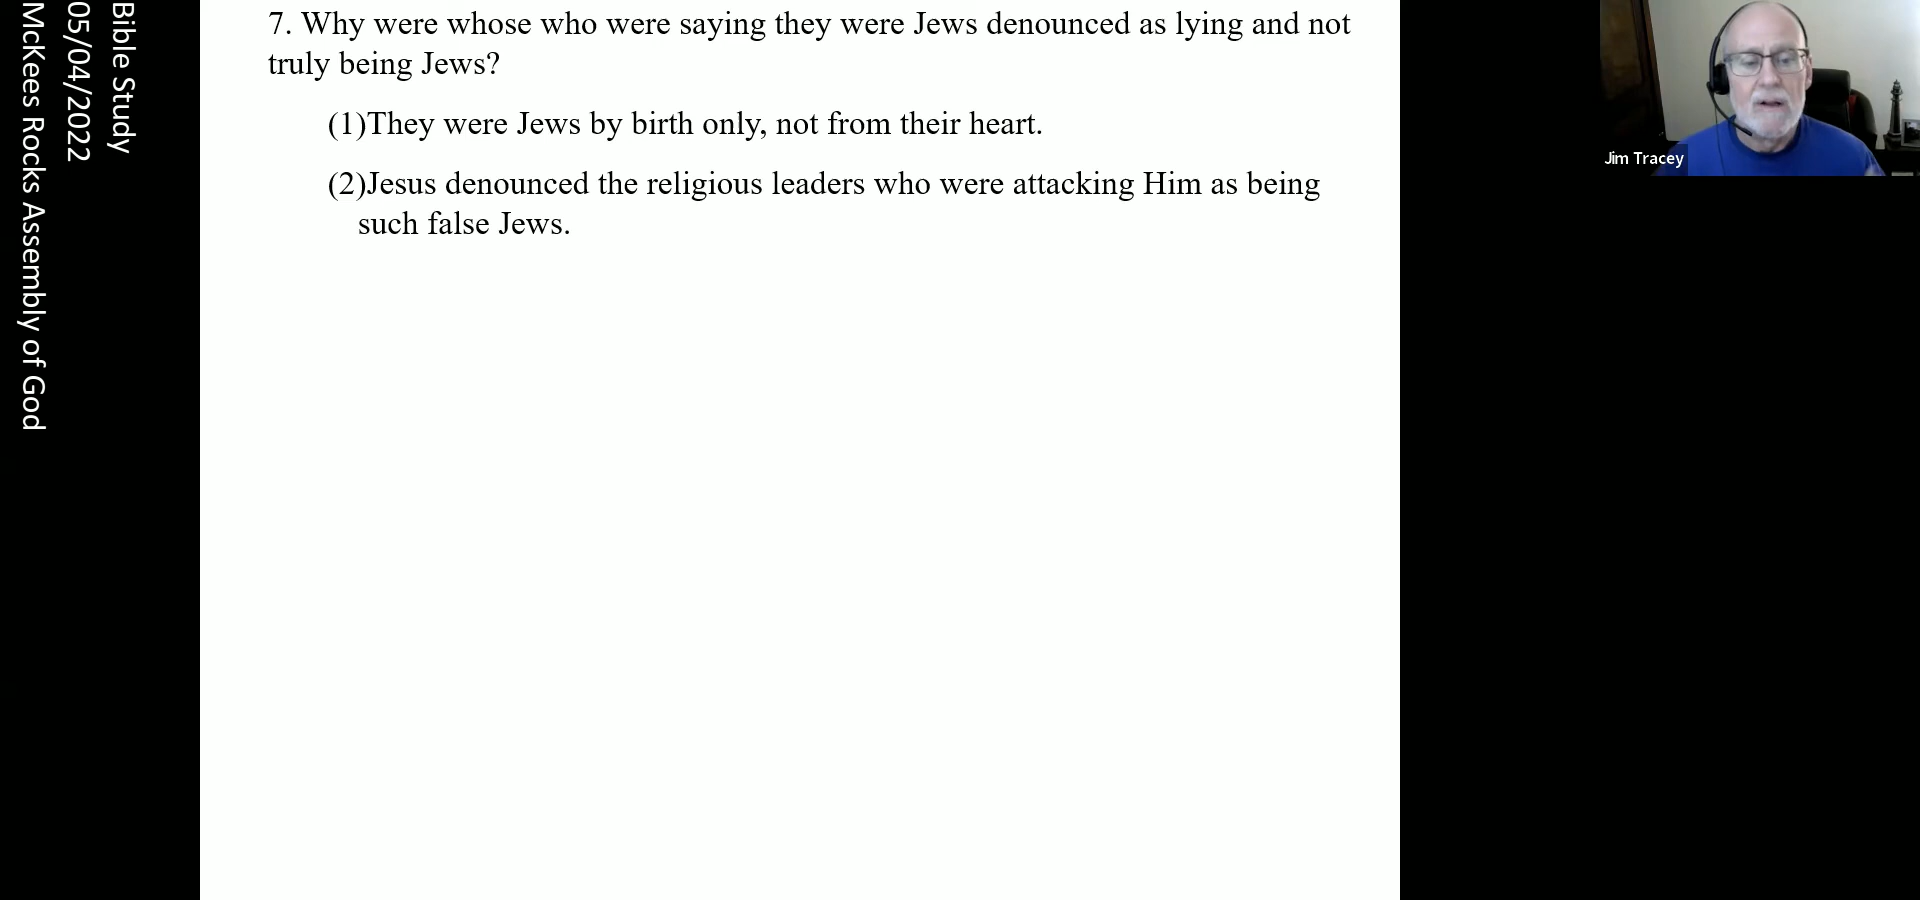 Bible Study
05/04/2022
McKees Rocks Assembly of God
7. Why were whose who were saying they were Jews denounced as lying and not
truly being Jews?
(1)They were Jews by birth only, not from their heart.
(2)Jesus denounced the religious leaders who were attacking Him as being
such false Jews.
Jim Tracey